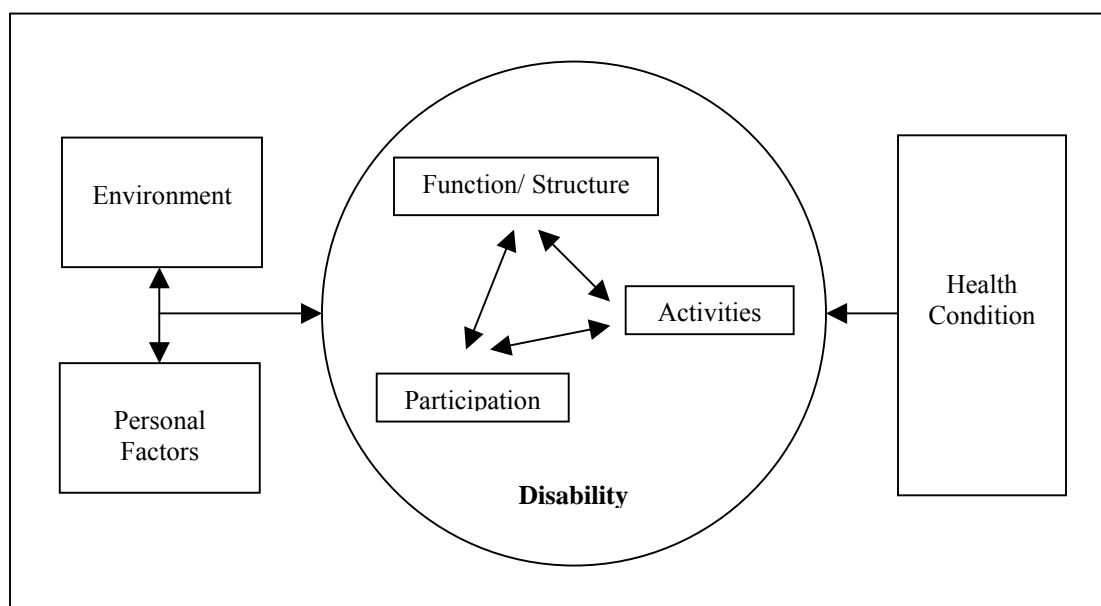 Environment
Personal
Factors
Function/ Structure
Activities
Participation
Disability
Health
Condition